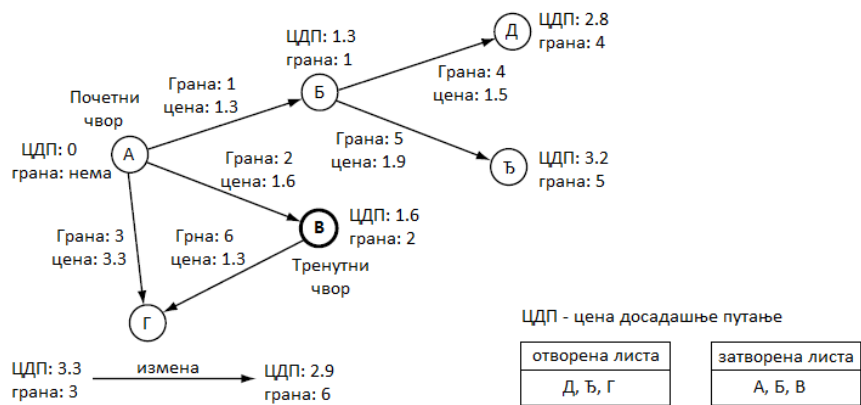 ЦДП: 1.3
грана: 1
Д
ЦДП: 2.8
грана: 4
Грана: 4
цена: 1.5
Б
Грана: 1
цена: 1.3
Почетни
чвор
ЦДП: 0
грана: нема
А
Грана: 5
цена: 1.9
Ђ
ЦДП: 3.2
грана: 5
Грана: 2
цена: 1.6
В
ЦДП: 1.6
грана: 2
Тренутни
чвор
Грана: 3
цена: 3.3
Грна: 6
цена: 1.3
Г
ЦДП: 3.3
грана: 3
измена
ЦДП: 2.9
грана: 6
ЦДП - цена досадашње путање
отворена листа
Д, Ђ, Г
затворена листа
А, Б, В